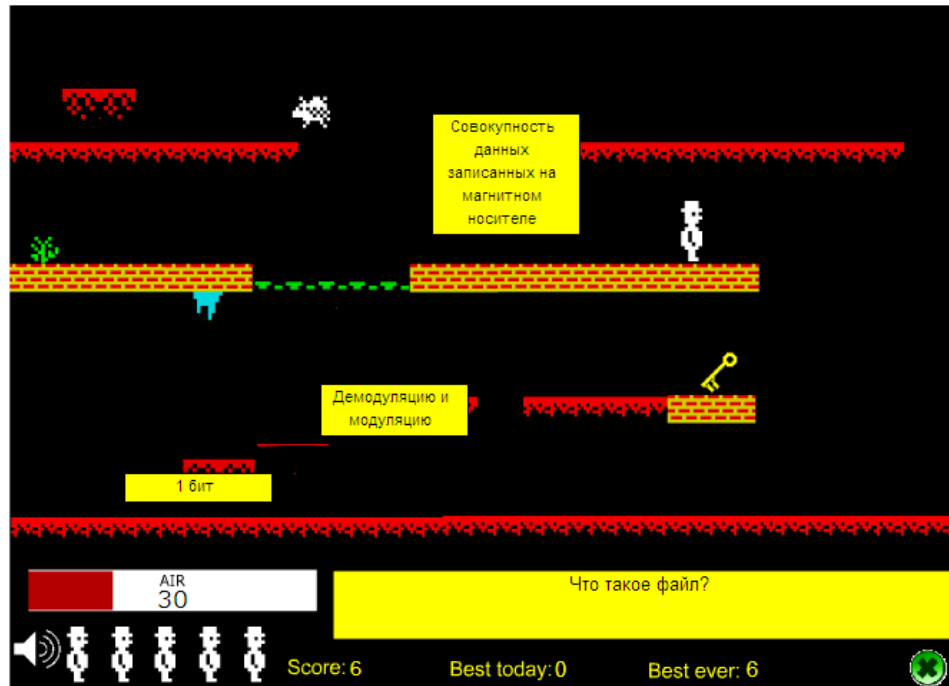 Совокупность
данных
записанных на
магнитном
носителе
Демодуляцию и
модуляцию
1 бит
AIR
30
Что такое файл?
Score: 6
Best today: 0
Best ever: 6